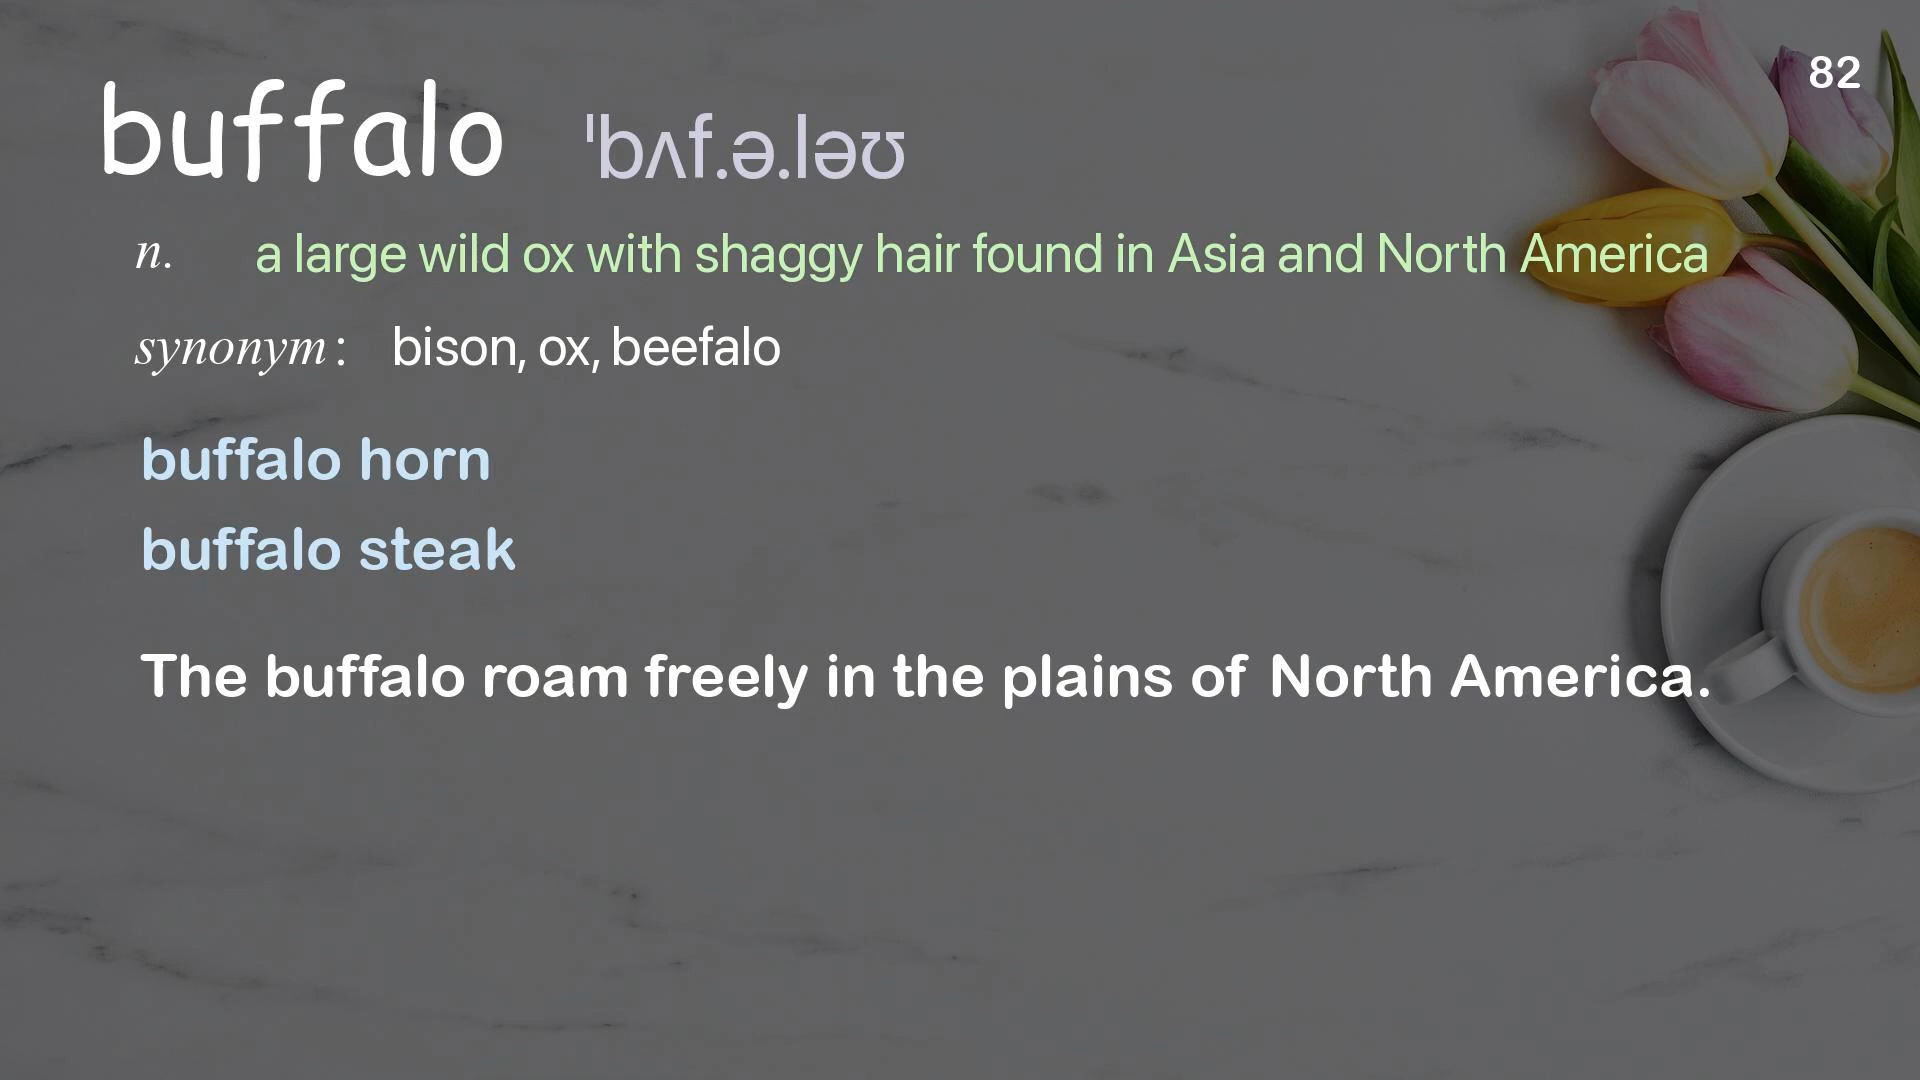 82
buffalo ˈbʌf.ə.ləʊ
n. a large wild ox with shaggy hair found in Asia and North America
synonym: bison, ox, beefalo
buffalo horn
buffalo steak
The buffalo roam freely in the plains of North America.